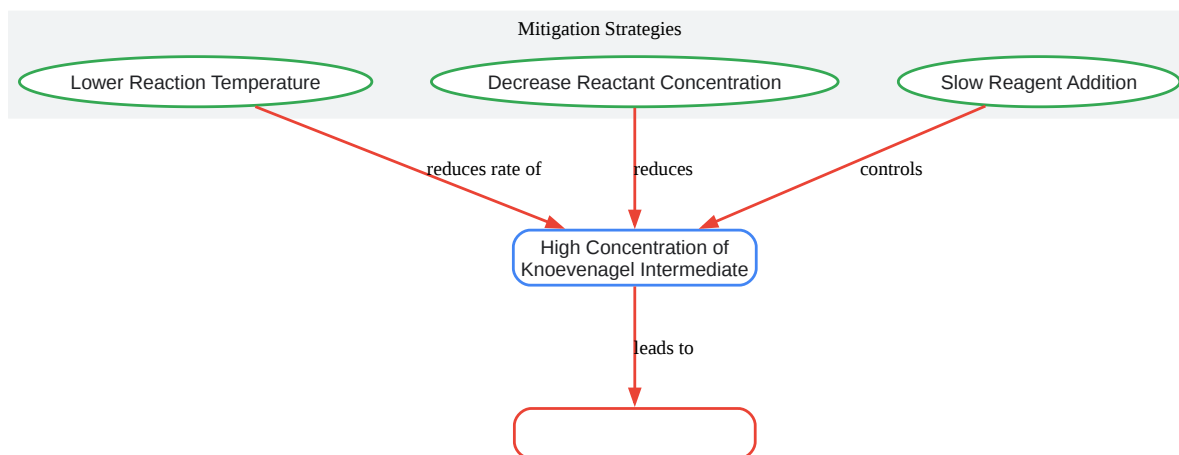 Mitigation Strategies
Lower Reaction Temperature
Decrease Reactant Concentration
Slow Reagent Addition
reduces rate of
reduces
controls
High Concentration of
Knoevenagel Intermediate
leads to